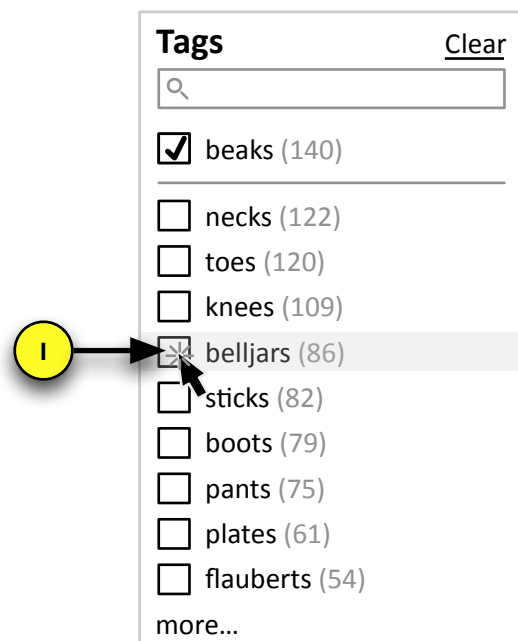 Tags Clear
beaks (140)
necks (122)
toes (120)
knees (109)
I belljars (86)
sticks (82)
boots (79)
pants (75)
plates (61)
flauberts (54)
more...